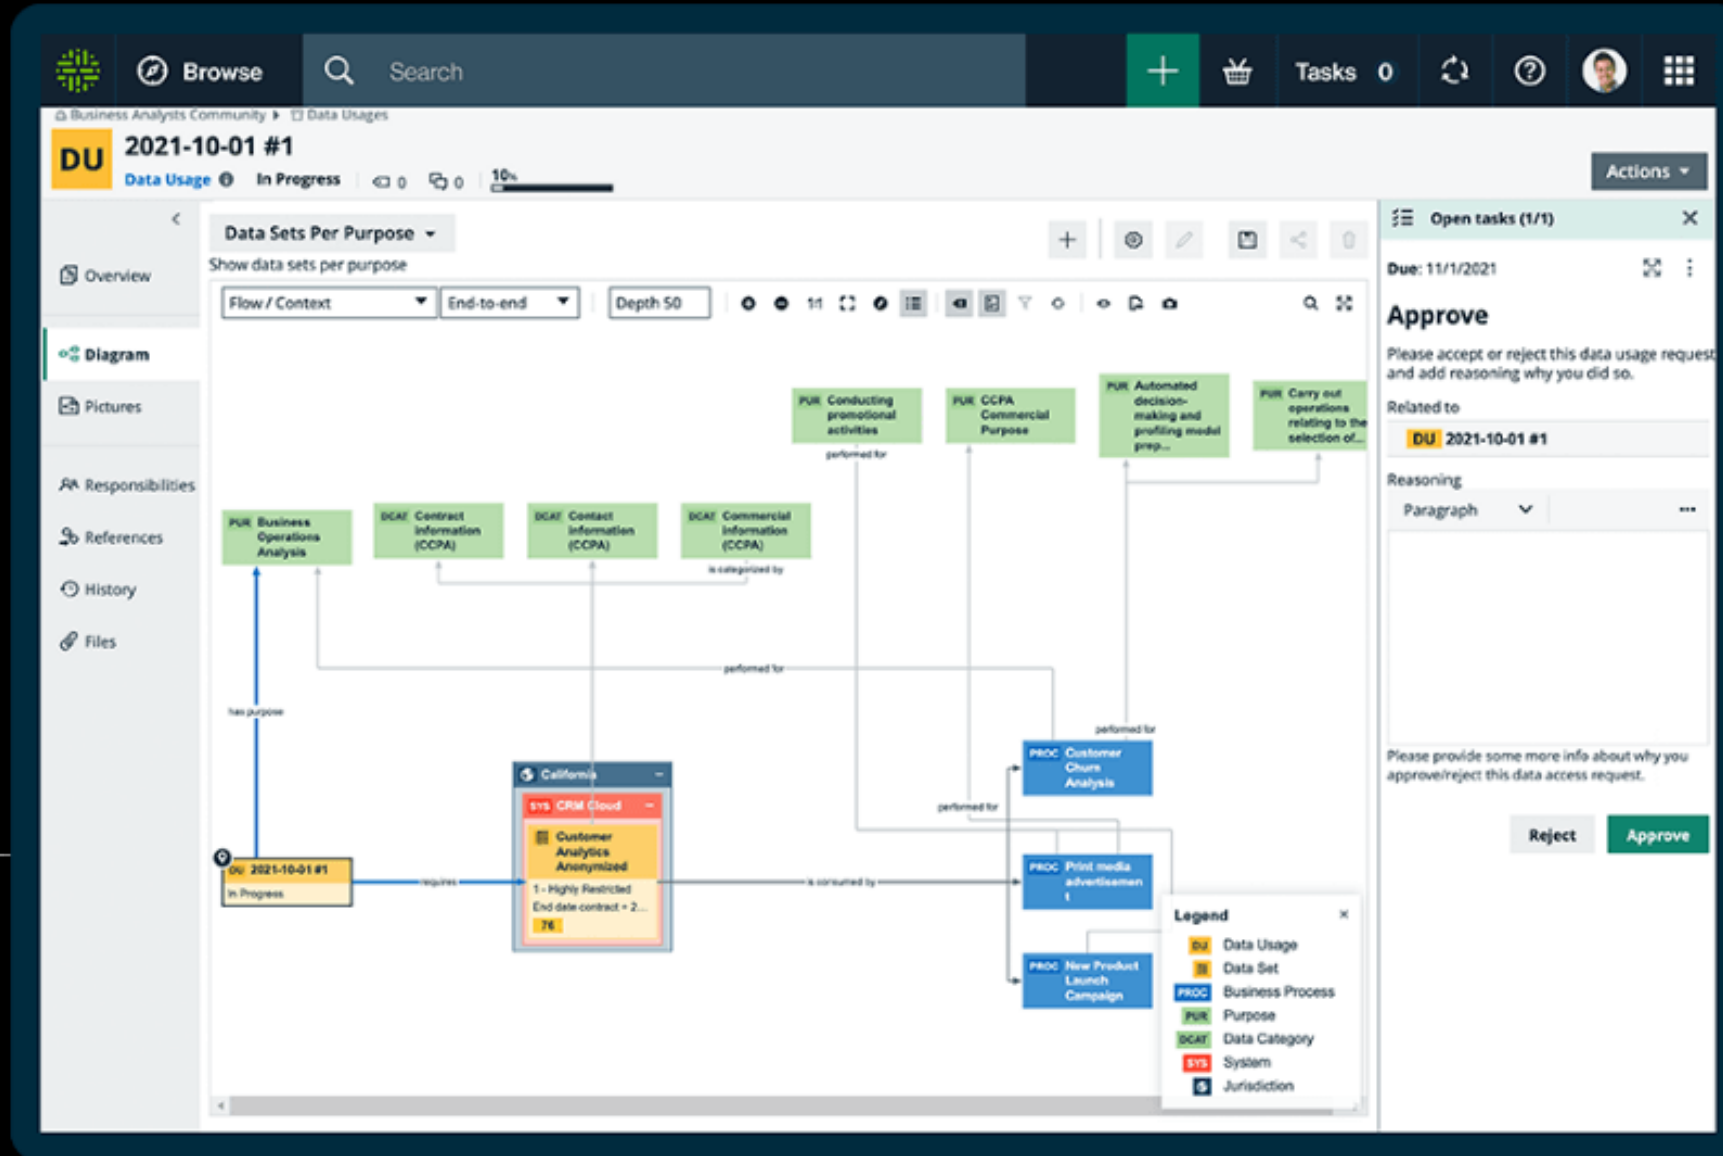 Browse
Search
Tasks 0
Business Analysts Community
Data Usages
DU
2021-10-01 #1
Data Usage
In Progress
0
0
10%
Actions
Overview
Diagram
Pictures
Responsibilities
References
History
Files
Data Sets Per Purpose
Show data sets per purpose
Flow / Context
End-to-end
Depth 50
1:1
PUR Conducting
promotional
activities
PUR CCPA
Commercial
Purpose
PUR Automated
decision-
making and
profiling model
prep...
PUR Carry out
operations
relating to the
selection of...
performed for
PUR Business
Operations
Analysis
DCAT Contract
information
(CCPA)
DCAT Contact
information
(CCPA)
DCAT Commercial
information
(CCPA)
is categorized by
performed for
has purpose
performed for
PROC Customer
Churn
Analysis
California
SYS CRM Cloud
performed for
Customer
Analytics
Anonymized
1 - Highly Restricted
End date contract = 2...
76
DU 2021-10-01 #1
In Progress
requires
is consumed by
PROC Print media
advertisemen
t
PROC New Product
Launch
Campaign
Legend
DU Data Usage
Data Set
PROC Business Process
PUR Purpose
DCAT Data Category
SYS System
Jurisdiction
Open tasks (1/1)
Due: 11/1/2021
Approve
Please accept or reject this data usage request
and add reasoning why you did so.
Related to
DU 2021-10-01 #1
Reasoning
Paragraph
Please provide some more info about why you
approve/reject this data access request.
Reject
Approve